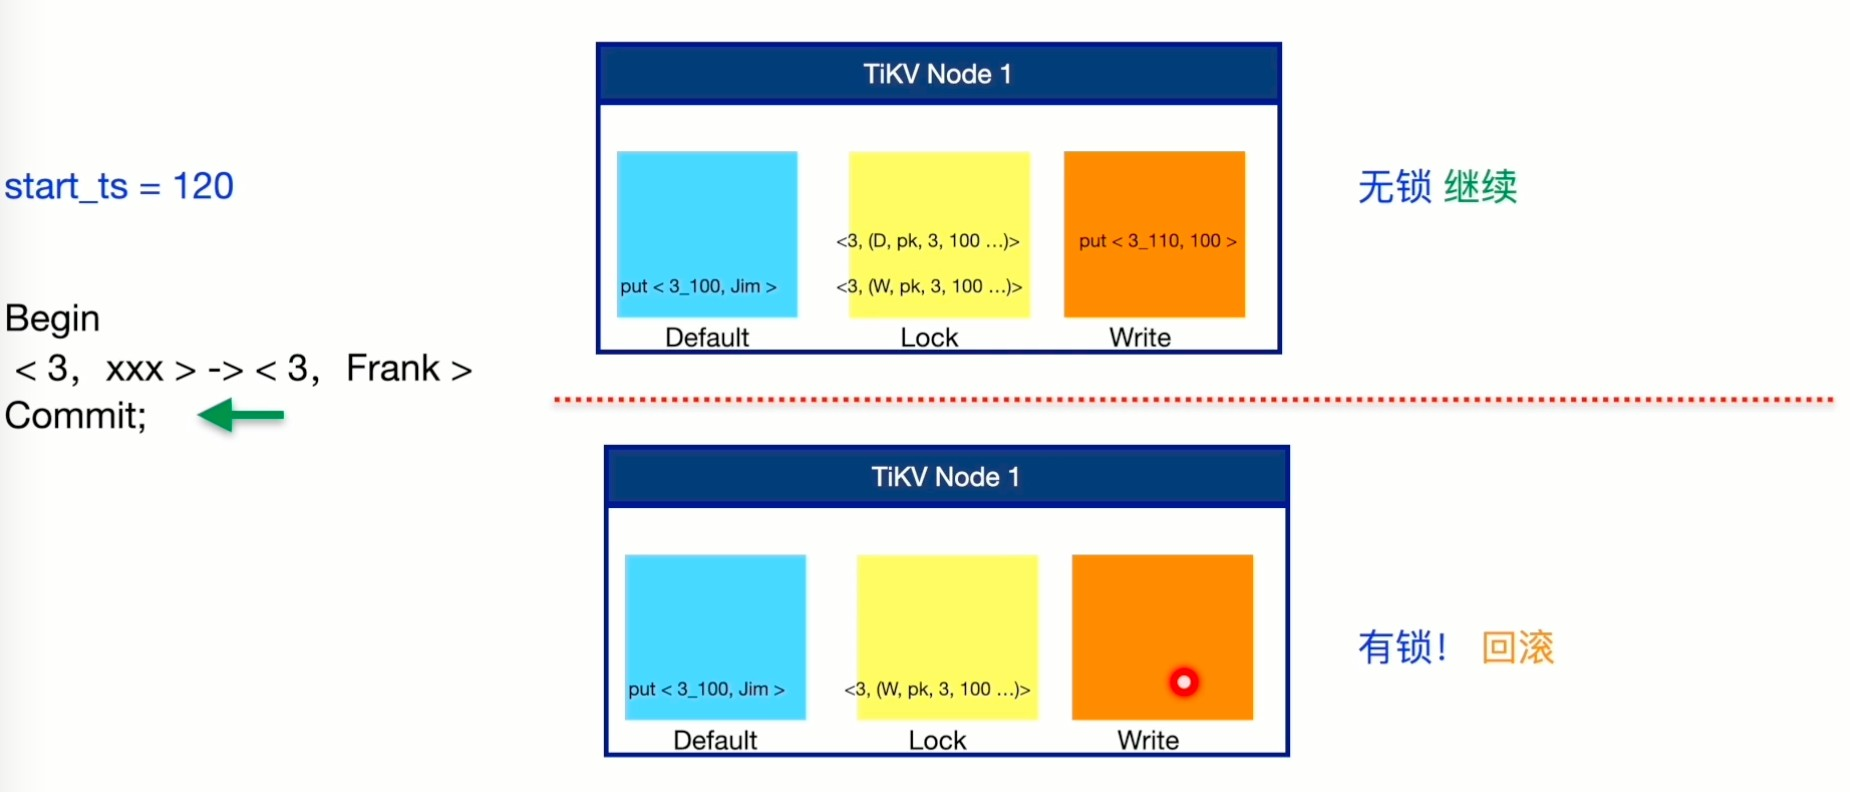 start_ts = 120
Begin
< 3, xxx > -> < 3, Frank >
Commit;
TiKV Node 1
<3, (D, pk, 3, 100 ...)>
put < 3_110, 100 >
put < 3_100, Jim >
<3, (W, pk, 3, 100 ...)>
Default
Lock
Write
无锁 继续
TiKV Node 1
put < 3_100, Jim >
<3, (W, pk, 3, 100 ...)>
Default
Lock
Write
有锁！ 回滚